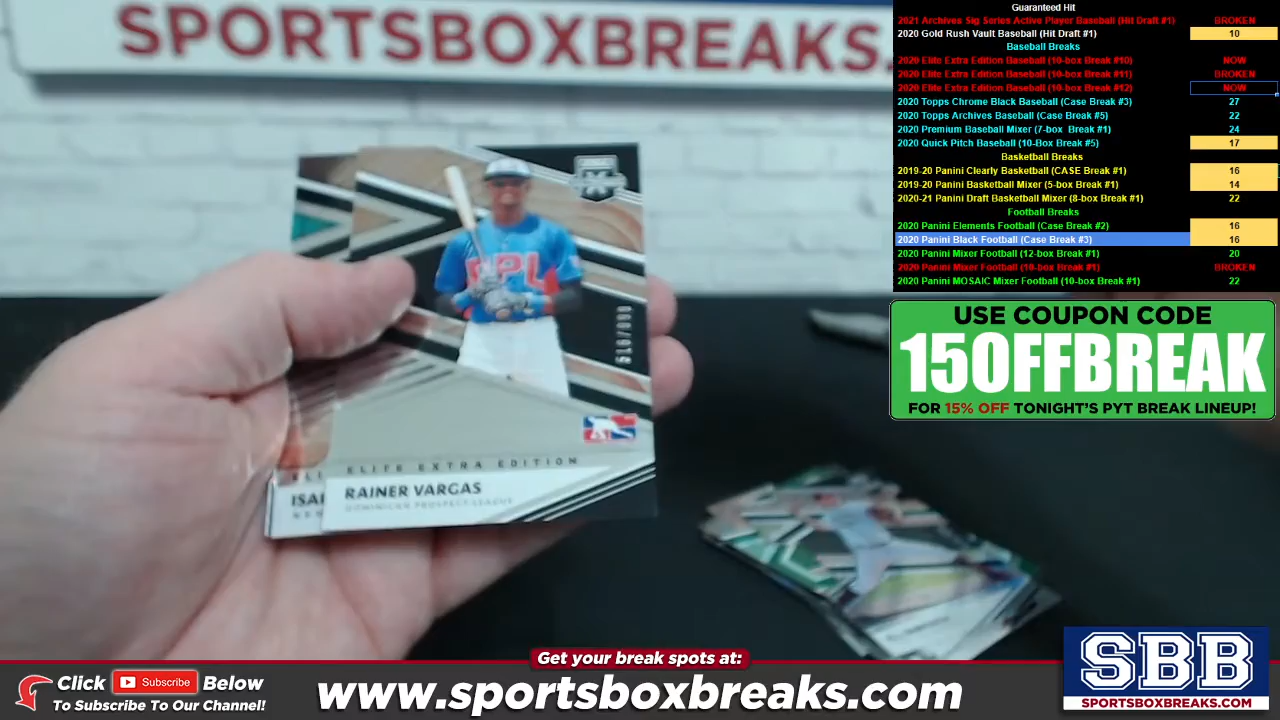 SPORTSBOXBREAKS.
Guaranteed Hit
2021 Archives Sig Series Active Player Baseball (Hit Draft #1) BROKEN
2020 Gold Rush Vault Baseball (Hit Draft #1) 10
Baseball Breaks
2020 Elite Extra Edition Baseball (10-box Break #10) NOW
2020 Elite Extra Edition Baseball (10-box Break #11) BROKEN
2020 Elite Extra Edition Baseball (10-box Break #12) NOW
2020 Topps Chrome Black Baseball (Case Break #3) 27
2020 Topps Archives Baseball (Case Break #5) 22
2020 Premium Baseball Mixer (7-box Break #1) 24
2020 Quick Pitch Baseball (10-Box Break #5) 17
Basketball Breaks
2019-20 Panini Clearly Basketball (CASE Break #1) 16
2019-20 Panini Basketball Mixer (5-box Break #1) 14
2020-21 Panini Draft Basketball Mixer (8-box Break #1) 22
Football Breaks
2020 Panini Elements Football (Case Break #2) 16
2020 Panini Black Football (Case Break #3) 16
2020 Panini Mixer Football (12-box Break #1) 20
2020 Panini Mixer Football (18-box Break #1) BROKEN
2020 Panini MOSAIC Mixer Football (10-box Break #1) 22
USE COUPON CODE
15OFFBREAK
FOR 15% OFF TONIGHT'S PYT BREAK LINEUP!
ELITE EXTRA EDITION
RAINER VARGAS
DOMINICAN PROSPECT LEAGUE
ISA
Get your break spots at:
Click Subscribe Below
To Subscribe To Our Channel!
www.sportsboxbreaks.com
SBB
SPORTSBOXBREAKS.COM